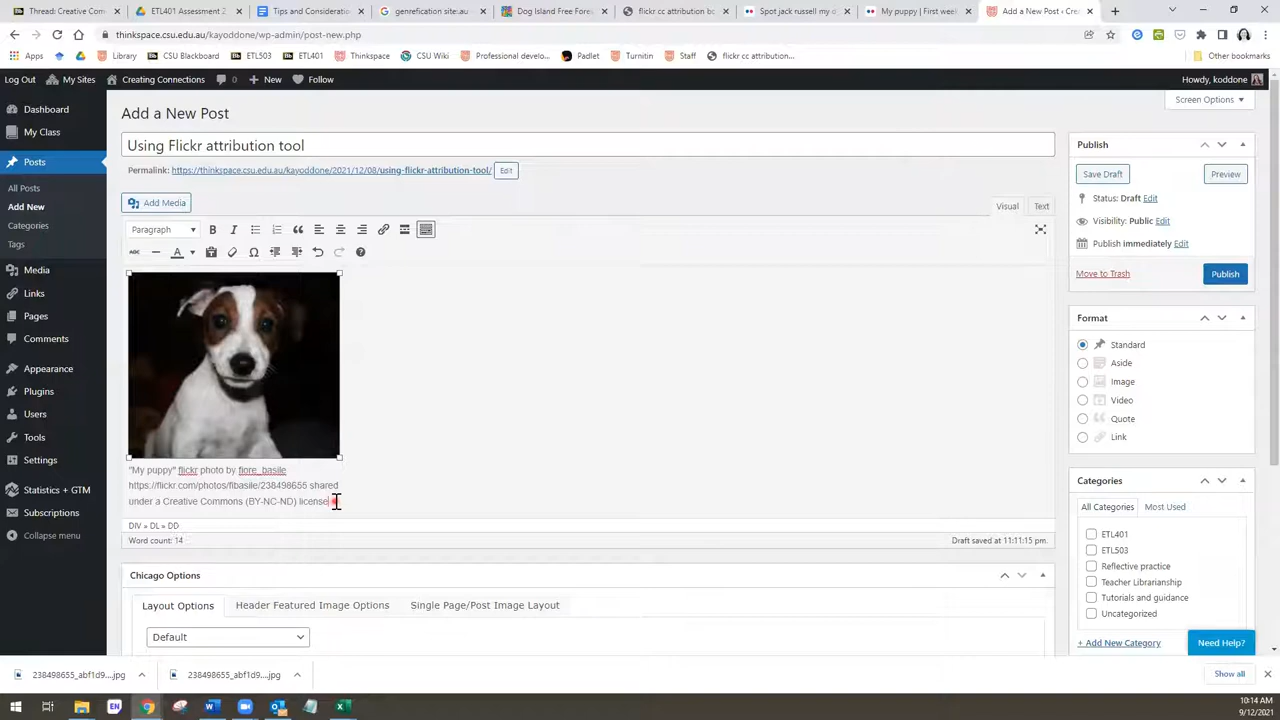 Thread: Creative Com
ETL401 Assessment 2
Tips and Consideration
genrefication site:au
Dog Island Free Forev
flickr cc attribution bo
Spot jack russell my d
My puppy | First week
Add a New Post ‹ Cre
thinkspace.csu.edu.au/kayoddone/wp-admin/post-new.php
Library
CSU Blackboard
ETL503
ETL401
Thinkspace
CSU Wiki
Professional develo...
Padlet
Turnitin
Staff
flickr cc attribution...
Other bookmarks
Log Out
My Sites
Creating Connections
0
New
Follow
Howdy, koddone
Dashboard
My Class
Posts
All Posts
Add New
Categories
Tags
Media
Links
Pages
Comments
Appearance
Plugins
Users
Tools
Settings
Statistics + GTM
Subscriptions
Collapse menu
Add a New Post
Screen Options
Using Flickr attribution tool
Permalink: https://thinkspace.csu.edu.au/kayoddone/2021/12/08/using-flickr-attribution-tool/ Edit
Add Media
Visual Text
Paragraph
B I
ABC A
"My puppy" flickr photo by fiore_basile
https://flickr.com/photos/fbasile/238498655 shared
under a Creative Commons (BY-NC-ND) license
DIV » DL » DD
Word count: 14
Draft saved at 11:11:15 pm.
Chicago Options
Layout Options
Header Featured Image Options
Single Page/Post Image Layout
Default
Publish
Save Draft
Preview
Status: Draft Edit
Visibility: Public Edit
Publish immediately Edit
Move to Trash
Publish
Format
Standard
Aside
Image
Video
Quote
Link
Categories
All Categories
Most Used
ETL401
ETL503
Reflective practice
Teacher Librarianship
Tutorials and guidance
Uncategorized
+ Add New Category
Need Help?
238498655_abf1d9....jpg
238498655_abf1d9....jpg
Show all
EN
10:14 AM
9/12/2021